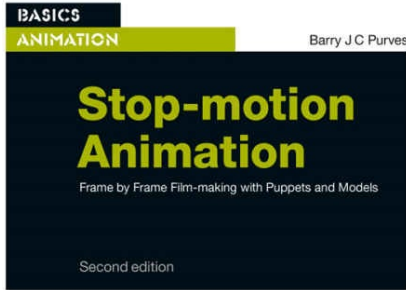 BASICS
ANIMATION
Barry J C Purves
Stop-motion
Animation
Frame by Frame Film-making with Puppets and Models
Second edition